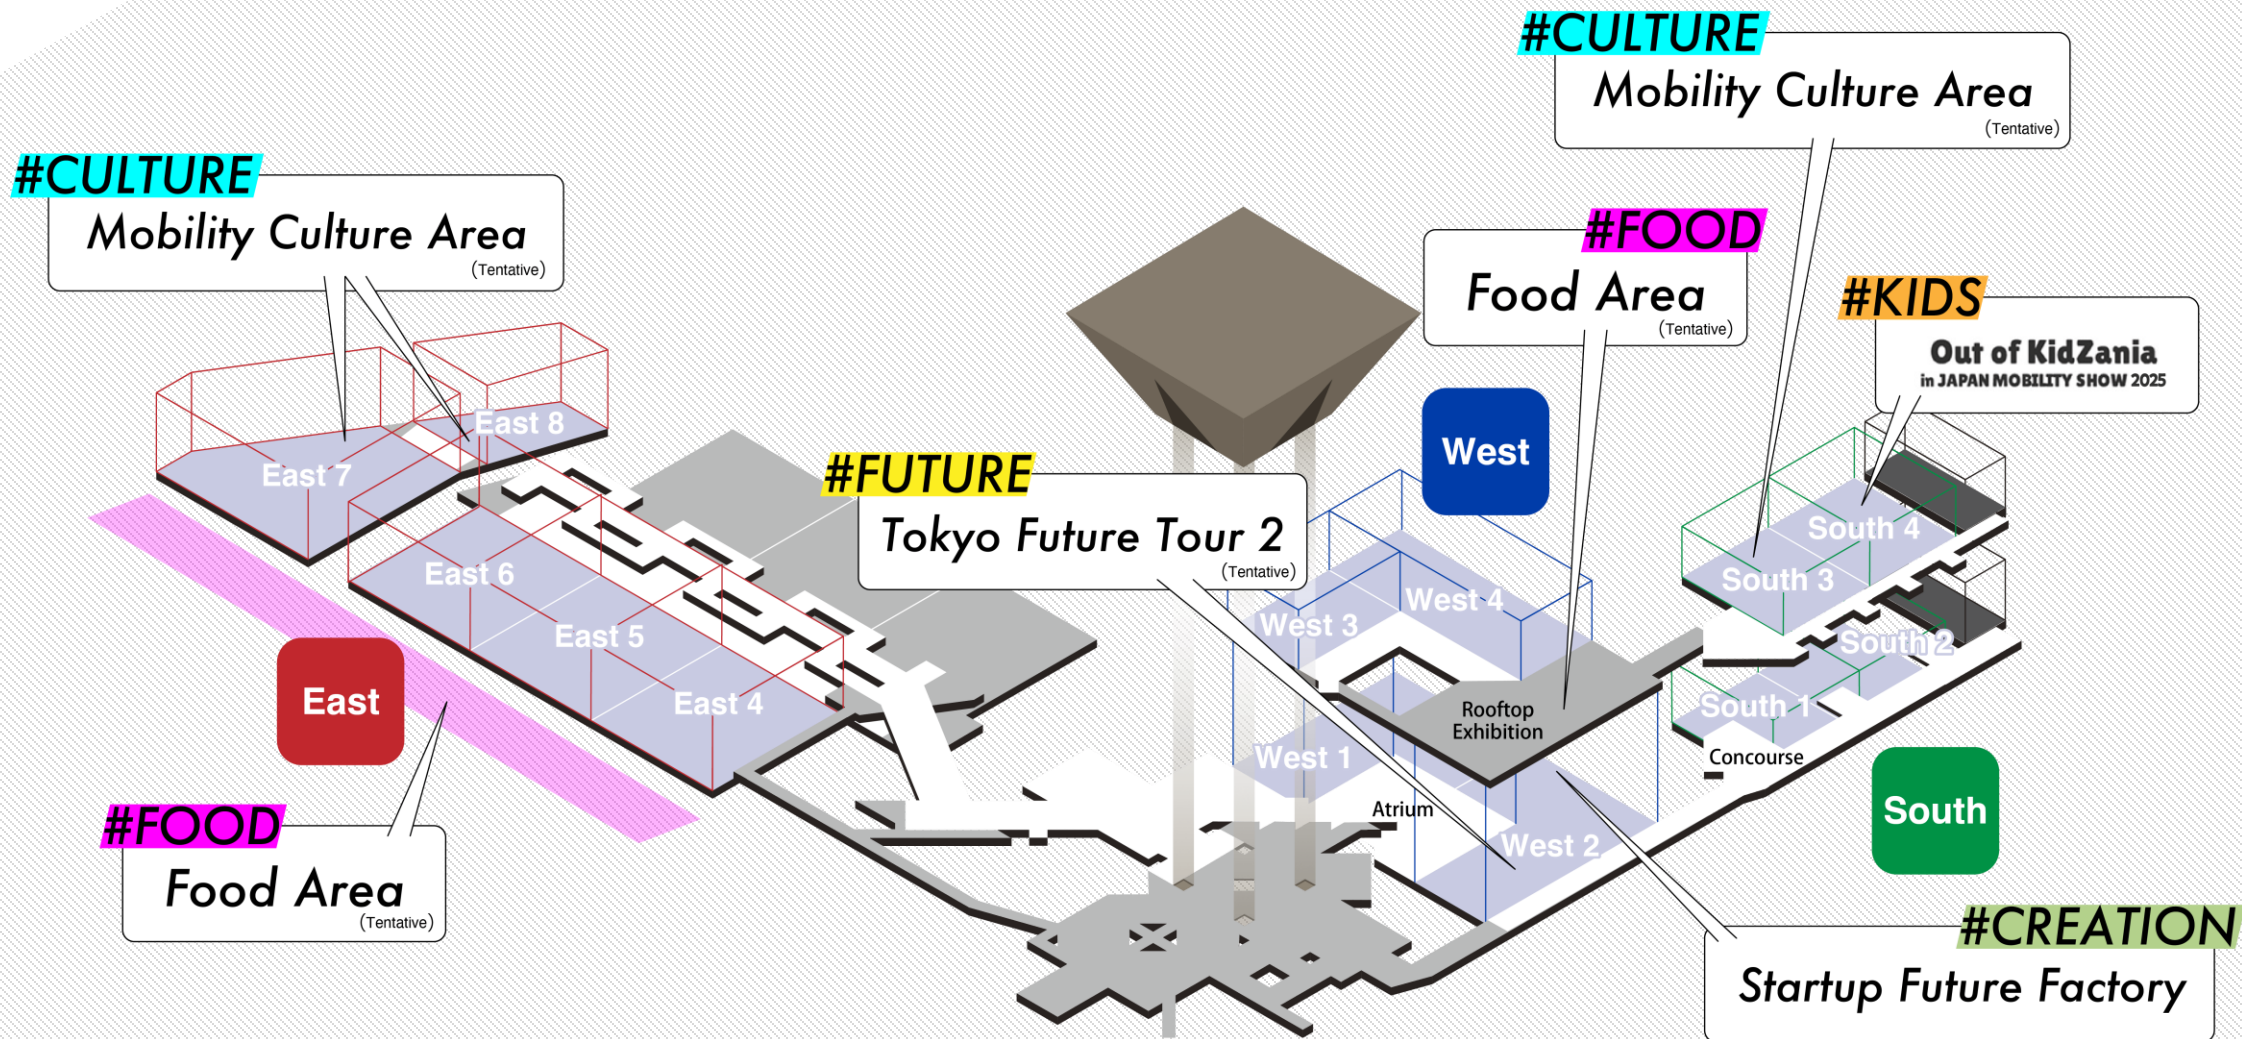 #CULTURE
Mobility Culture Area
(Tentative)
#CULTURE
Mobility Culture Area
(Tentative)
#FOOD
Food Area
(Tentative)
#KIDS
Out of KidZania
in JAPAN MOBILITY SHOW 2025
#FUTURE
Tokyo Future Tour 2
(Tentative)
West
East 8
East 7
East 6
East 5
East 4
East
West 3
West 4
West 1
West 2
Rooftop
Exhibition
Atrium
South 4
South 3
South 2
South 1
Concourse
South
#FOOD
Food Area
(Tentative)
#CREATION
Startup Future Factory